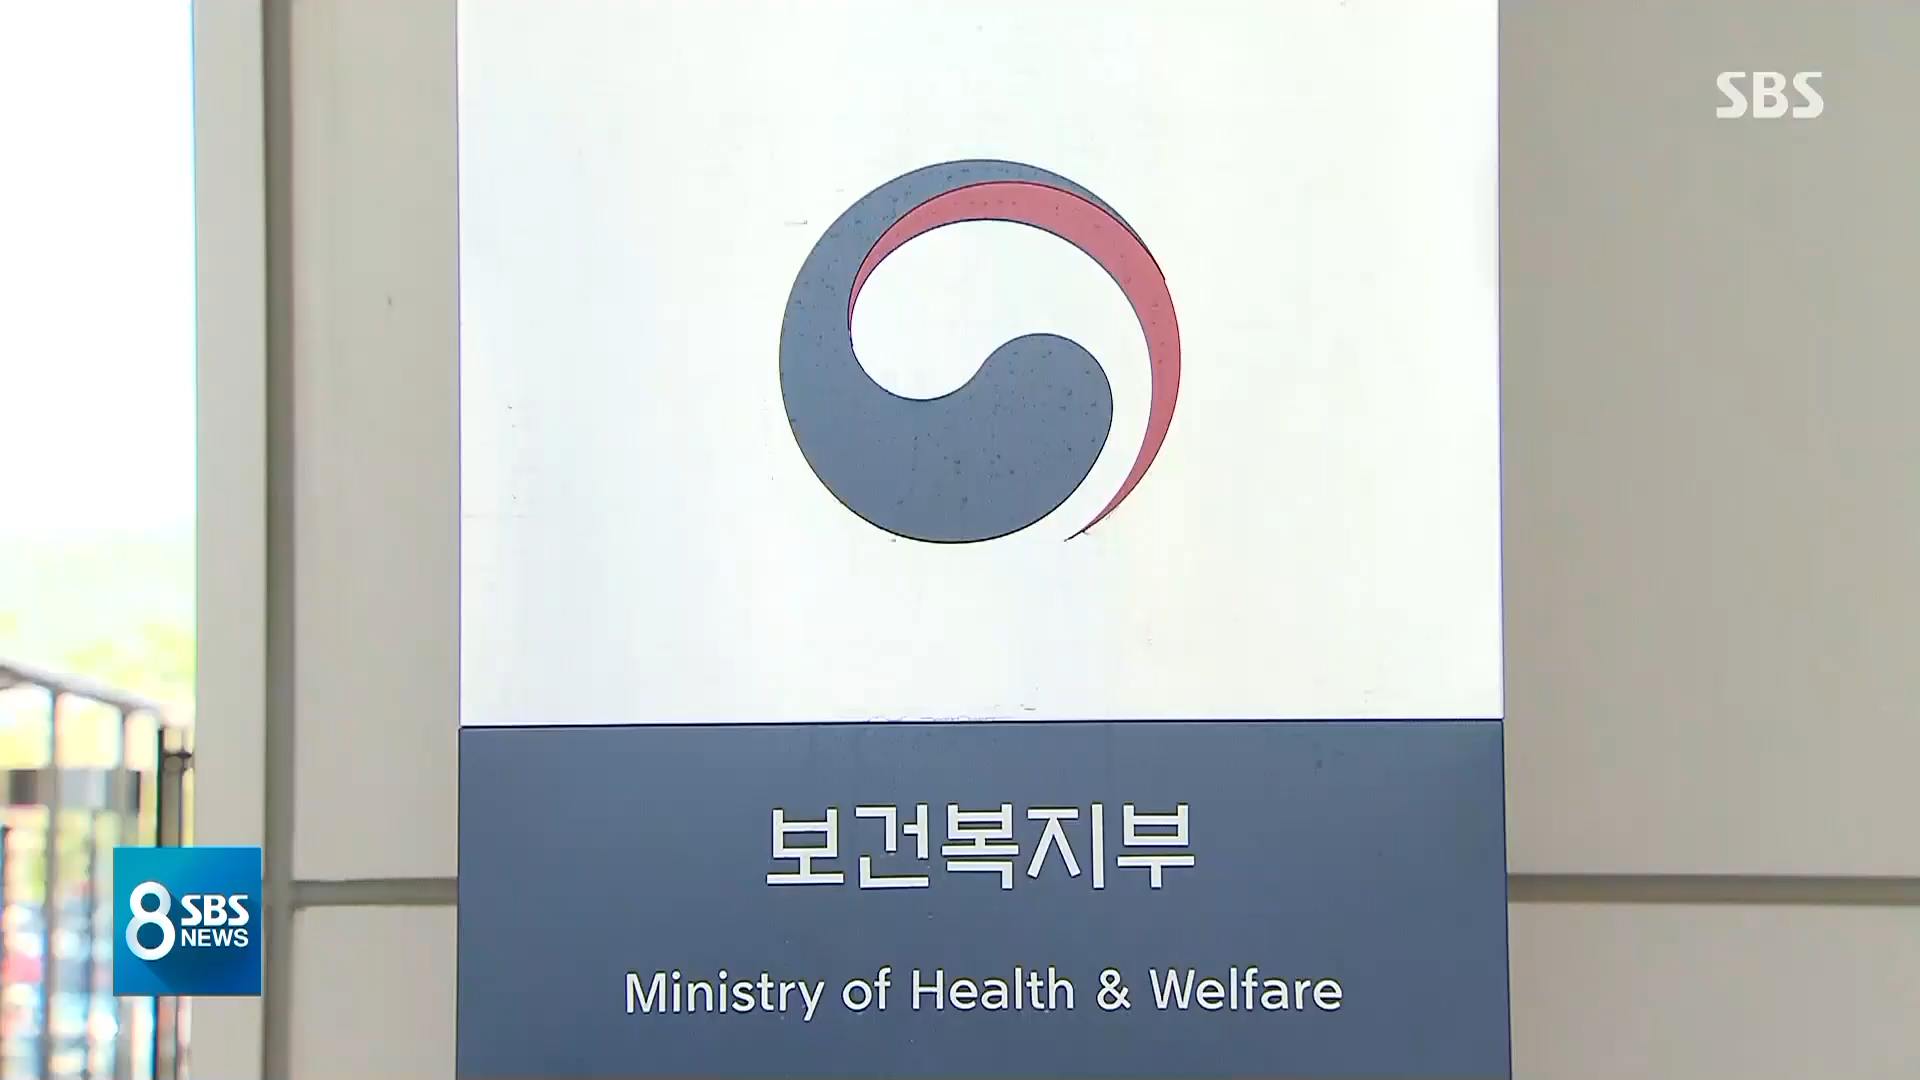 SBS
보건복지부
Ministry of Health & Welfare
8 SBS
NEWS